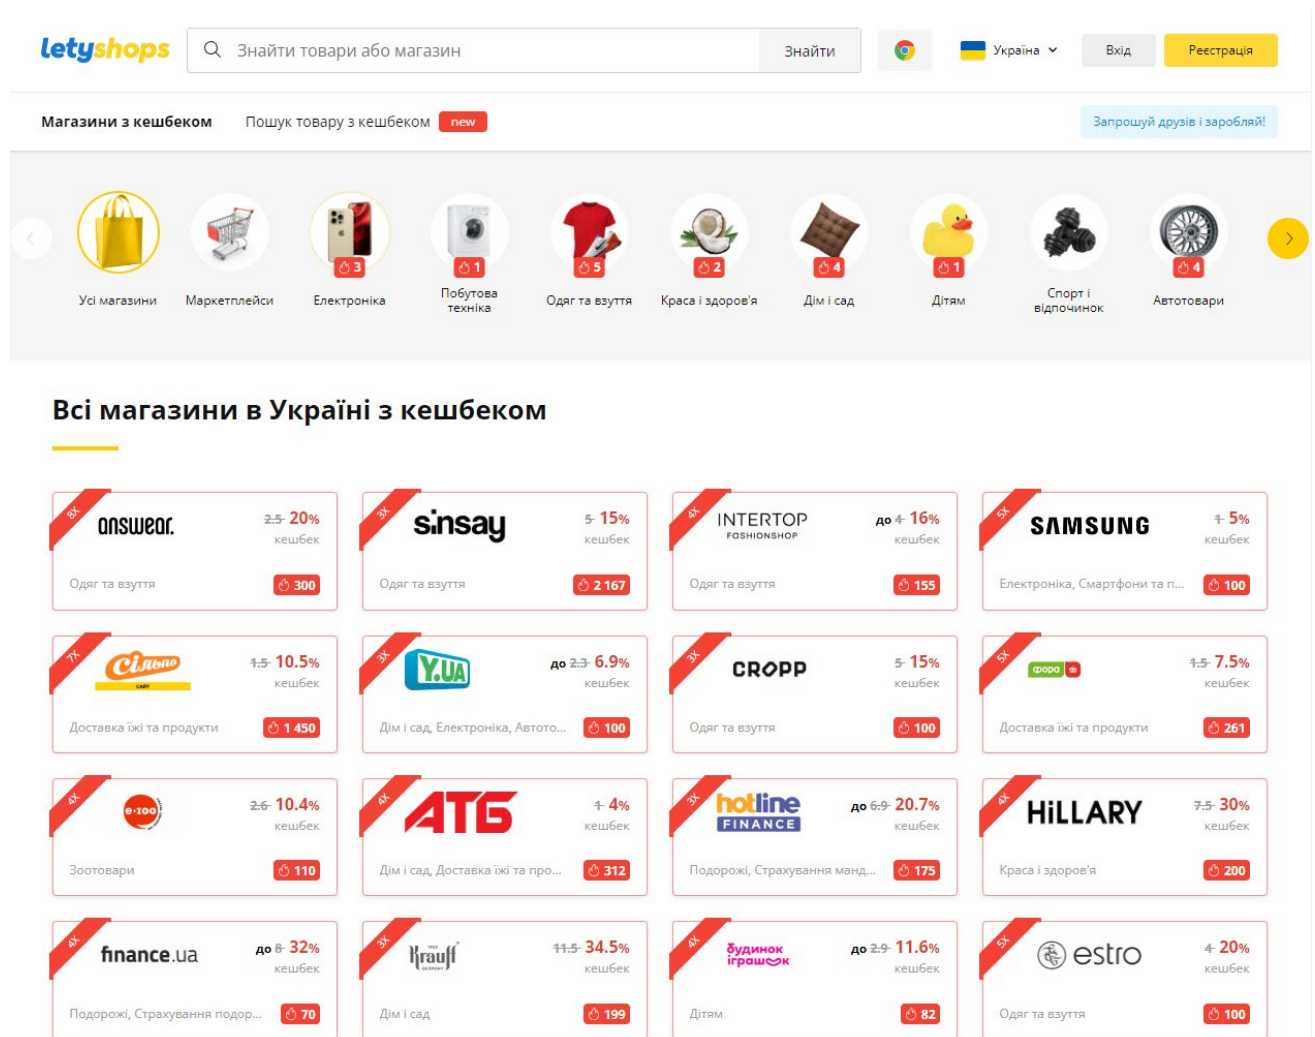 letyshops
Знайти товари або магазин
Знайти
Україна
Вхід
Реєстрація
Магазини з кешбеком
Пошук товару з кешбеком
new
Запрошуй друзів і заробляй!
3
1
5
2
4
1
4
Усі магазини
Маркетплейси
Електроніка
Побутова
техніка
Одяг та взуття
Краса і здоров'я
Дім і сад
Дітям
Спорт і
відпочинок
Автотовари
Всі магазини в Україні з кешбеком
8X
answear.
2.5 20%
кешбек
Одяг та взуття
300
3X
sinsay
5 15%
кешбек
Одяг та взуття
2 167
4X
INTERTOP
FASHIONSHOP
до 4 16%
кешбек
Одяг та взуття
155
5X
SAMSUNG
1 5%
кешбек
Електроніка, Смартфони та п...
100
7X
Сільпо
САЙТ
1.5 10.5%
кешбек
Доставка їжі та продукти
1 450
3X
Y.UA
до 2.3 6.9%
кешбек
Дім і сад, Електроніка, Автото...
100
3X
CROPP
5 15%
кешбек
Одяг та взуття
100
5X
фора
1.5 7.5%
кешбек
Доставка їжі та продукти
261
4X
e·zoo
2.6 10.4%
кешбек
Зоотовари
110
4X
АТБ
1 4%
кешбек
Дім і сад, Доставка їжі та про...
312
3X
hotline
FINANCE
до 6.9 20.7%
кешбек
Подорожі, Страхування манд...
175
4X
HiLLARY
7.5 30%
кешбек
Краса і здоров'я
200
4X
finance.ua
до 8 32%
кешбек
Подорожі, Страхування подор...
70
3X
Krauff
GERMANY
11.5 34.5%
кешбек
Дім і сад
199
4X
будинок
іграшок
до 2.9 11.6%
кешбек
Дітям
82
5X
estro
4 20%
кешбек
Одяг та взуття
100